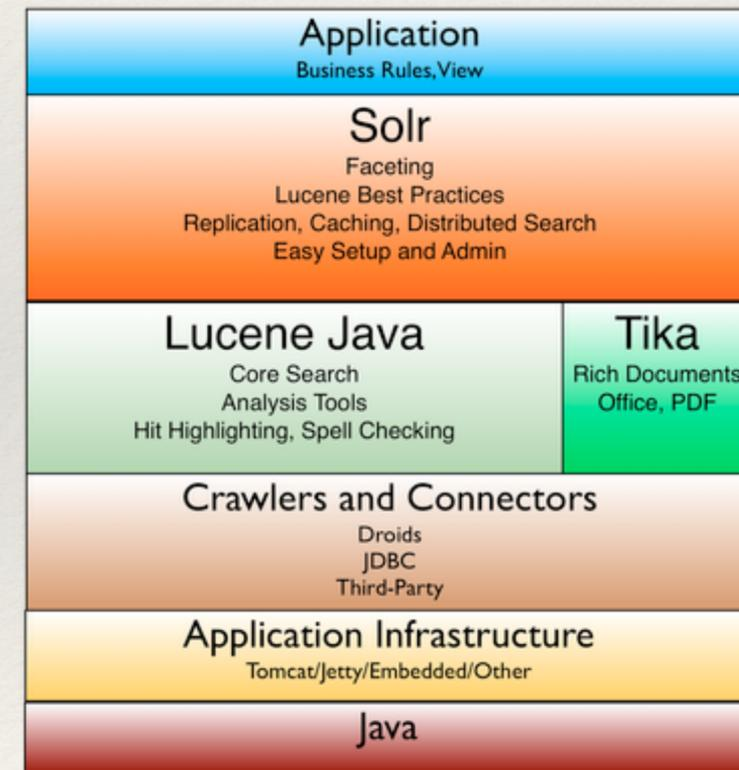 Application
Business Rules,View
Solr
Faceting
Lucene Best Practices
Replication, Caching, Distributed Search
Easy Setup and Admin
Lucene Java
Core Search
Analysis Tools
Hit Highlighting, Spell Checking
Tika
Rich Documents
Office, PDF
Crawlers and Connectors
Droids
JDBC
Third-Party
Application Infrastructure
Tomcat/Jetty/Embedded/Other
Java